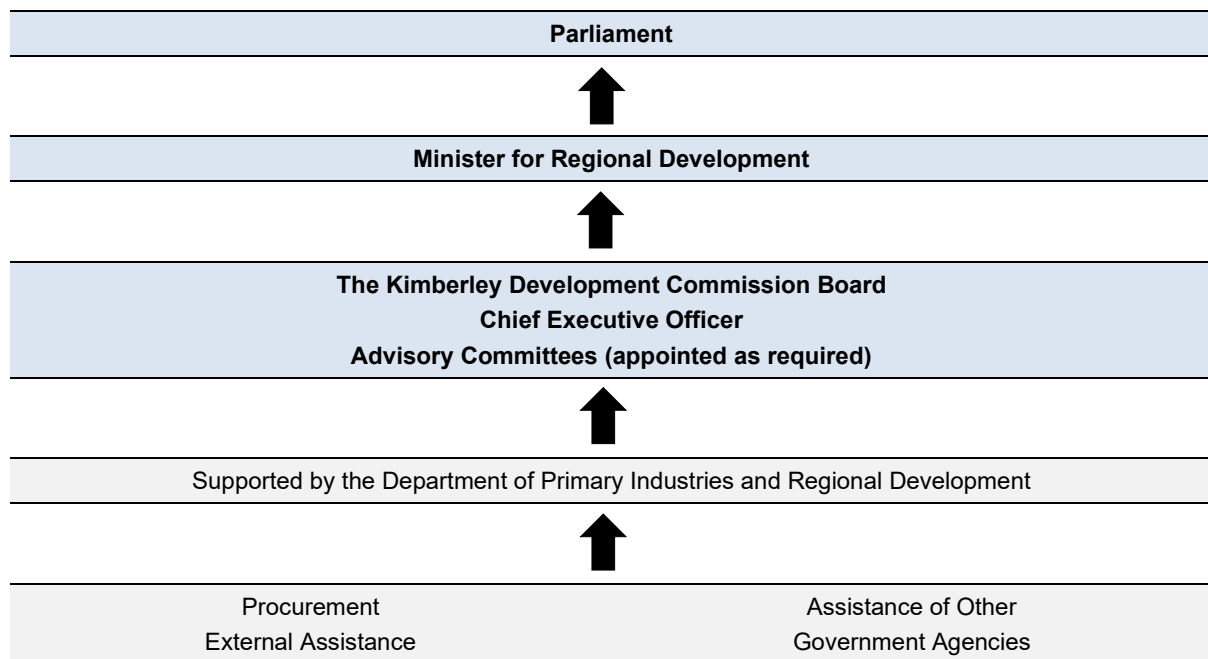 Parliament
Minister for Regional Development
The Kimberley Development Commission Board
Chief Executive Officer
Advisory Committees (appointed as required)
Supported by the Department of Primary Industries and Regional Development
Procurement
External Assistance
Assistance of Other
Government Agencies